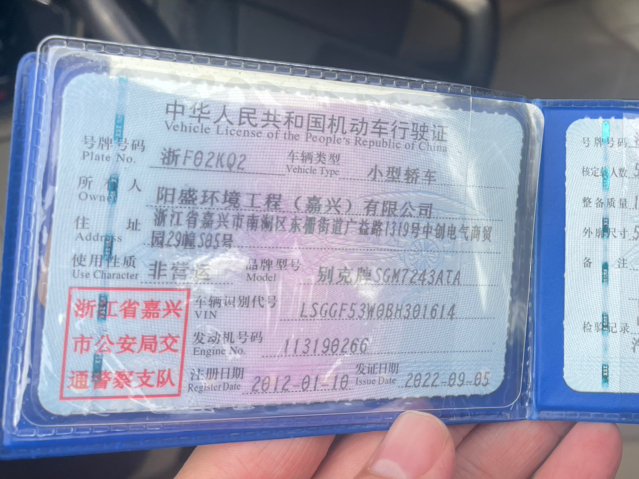 中华人民共和国机动车行驶证
Vehicle License of the People's Republic of China
号牌号码 浙F02KQ2 车辆类型 小型轿车
Plate No. Vehicle Type
所有人 阳盛环境工程（嘉兴）有限公司
Owner
住址 浙江省嘉兴市南湖区东栅街道广益路1319号中创电气商贸
Address 园29幢505号
使用性质 非营运 品牌型号 别克牌SGM7243ATA
Use Character Model
浙江省嘉兴
市公安局交
通警察支队
车辆识别代号 LSGGF53W0BH301614
VIN
发动机号码 113190266
Engine No.
注册日期 2012-01-10 发证日期 2022-09-05
Register Date Issue Date
号
核定载人数 5
整备质量 1
外廓尺寸 5
备注
检验记录